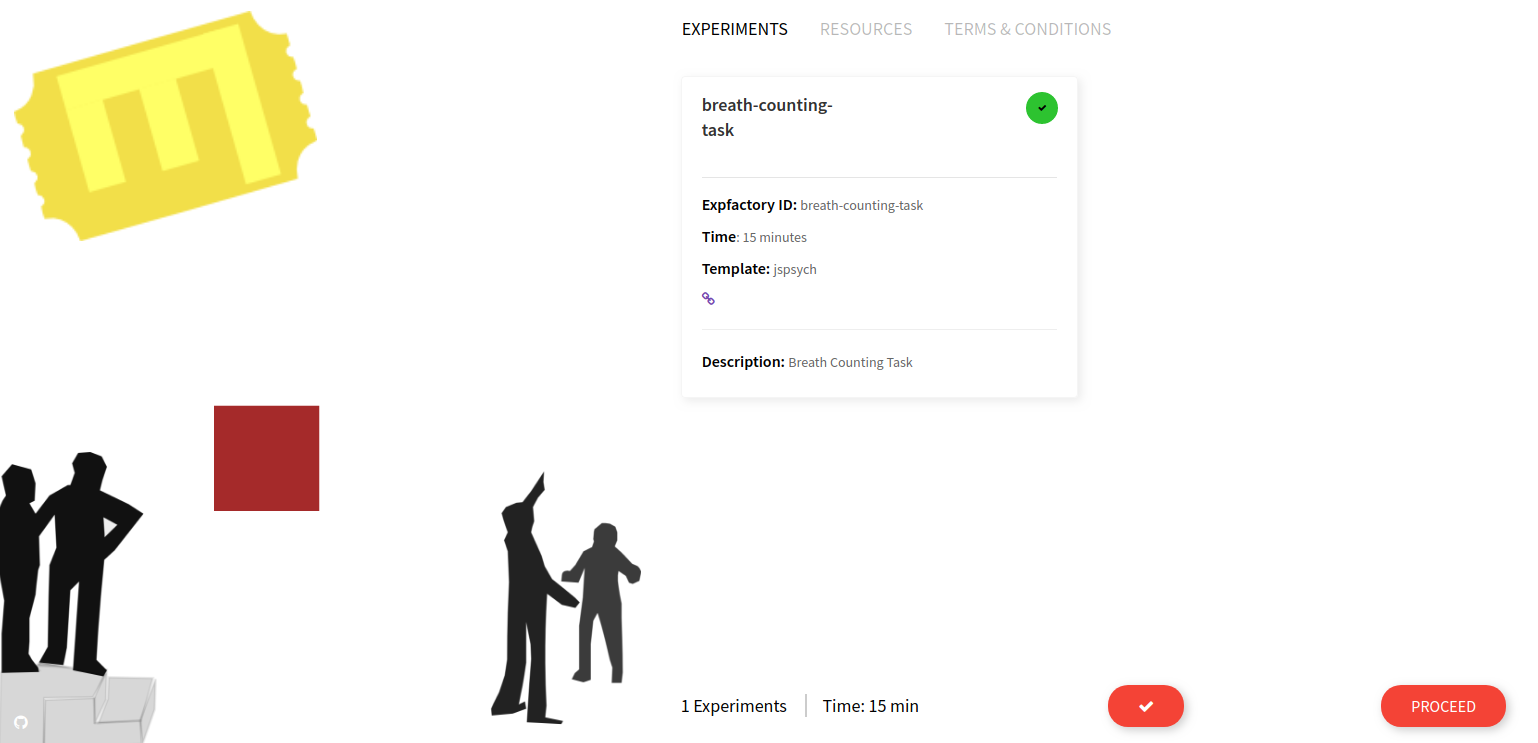 EXPERIMENTS RESOURCES TERMS & CONDITIONS
breath-counting-
task
Expfactory ID: breath-counting-task
Time: 15 minutes
Template: jspsych
Description: Breath Counting Task
1 Experiments Time: 15 min PROCEED